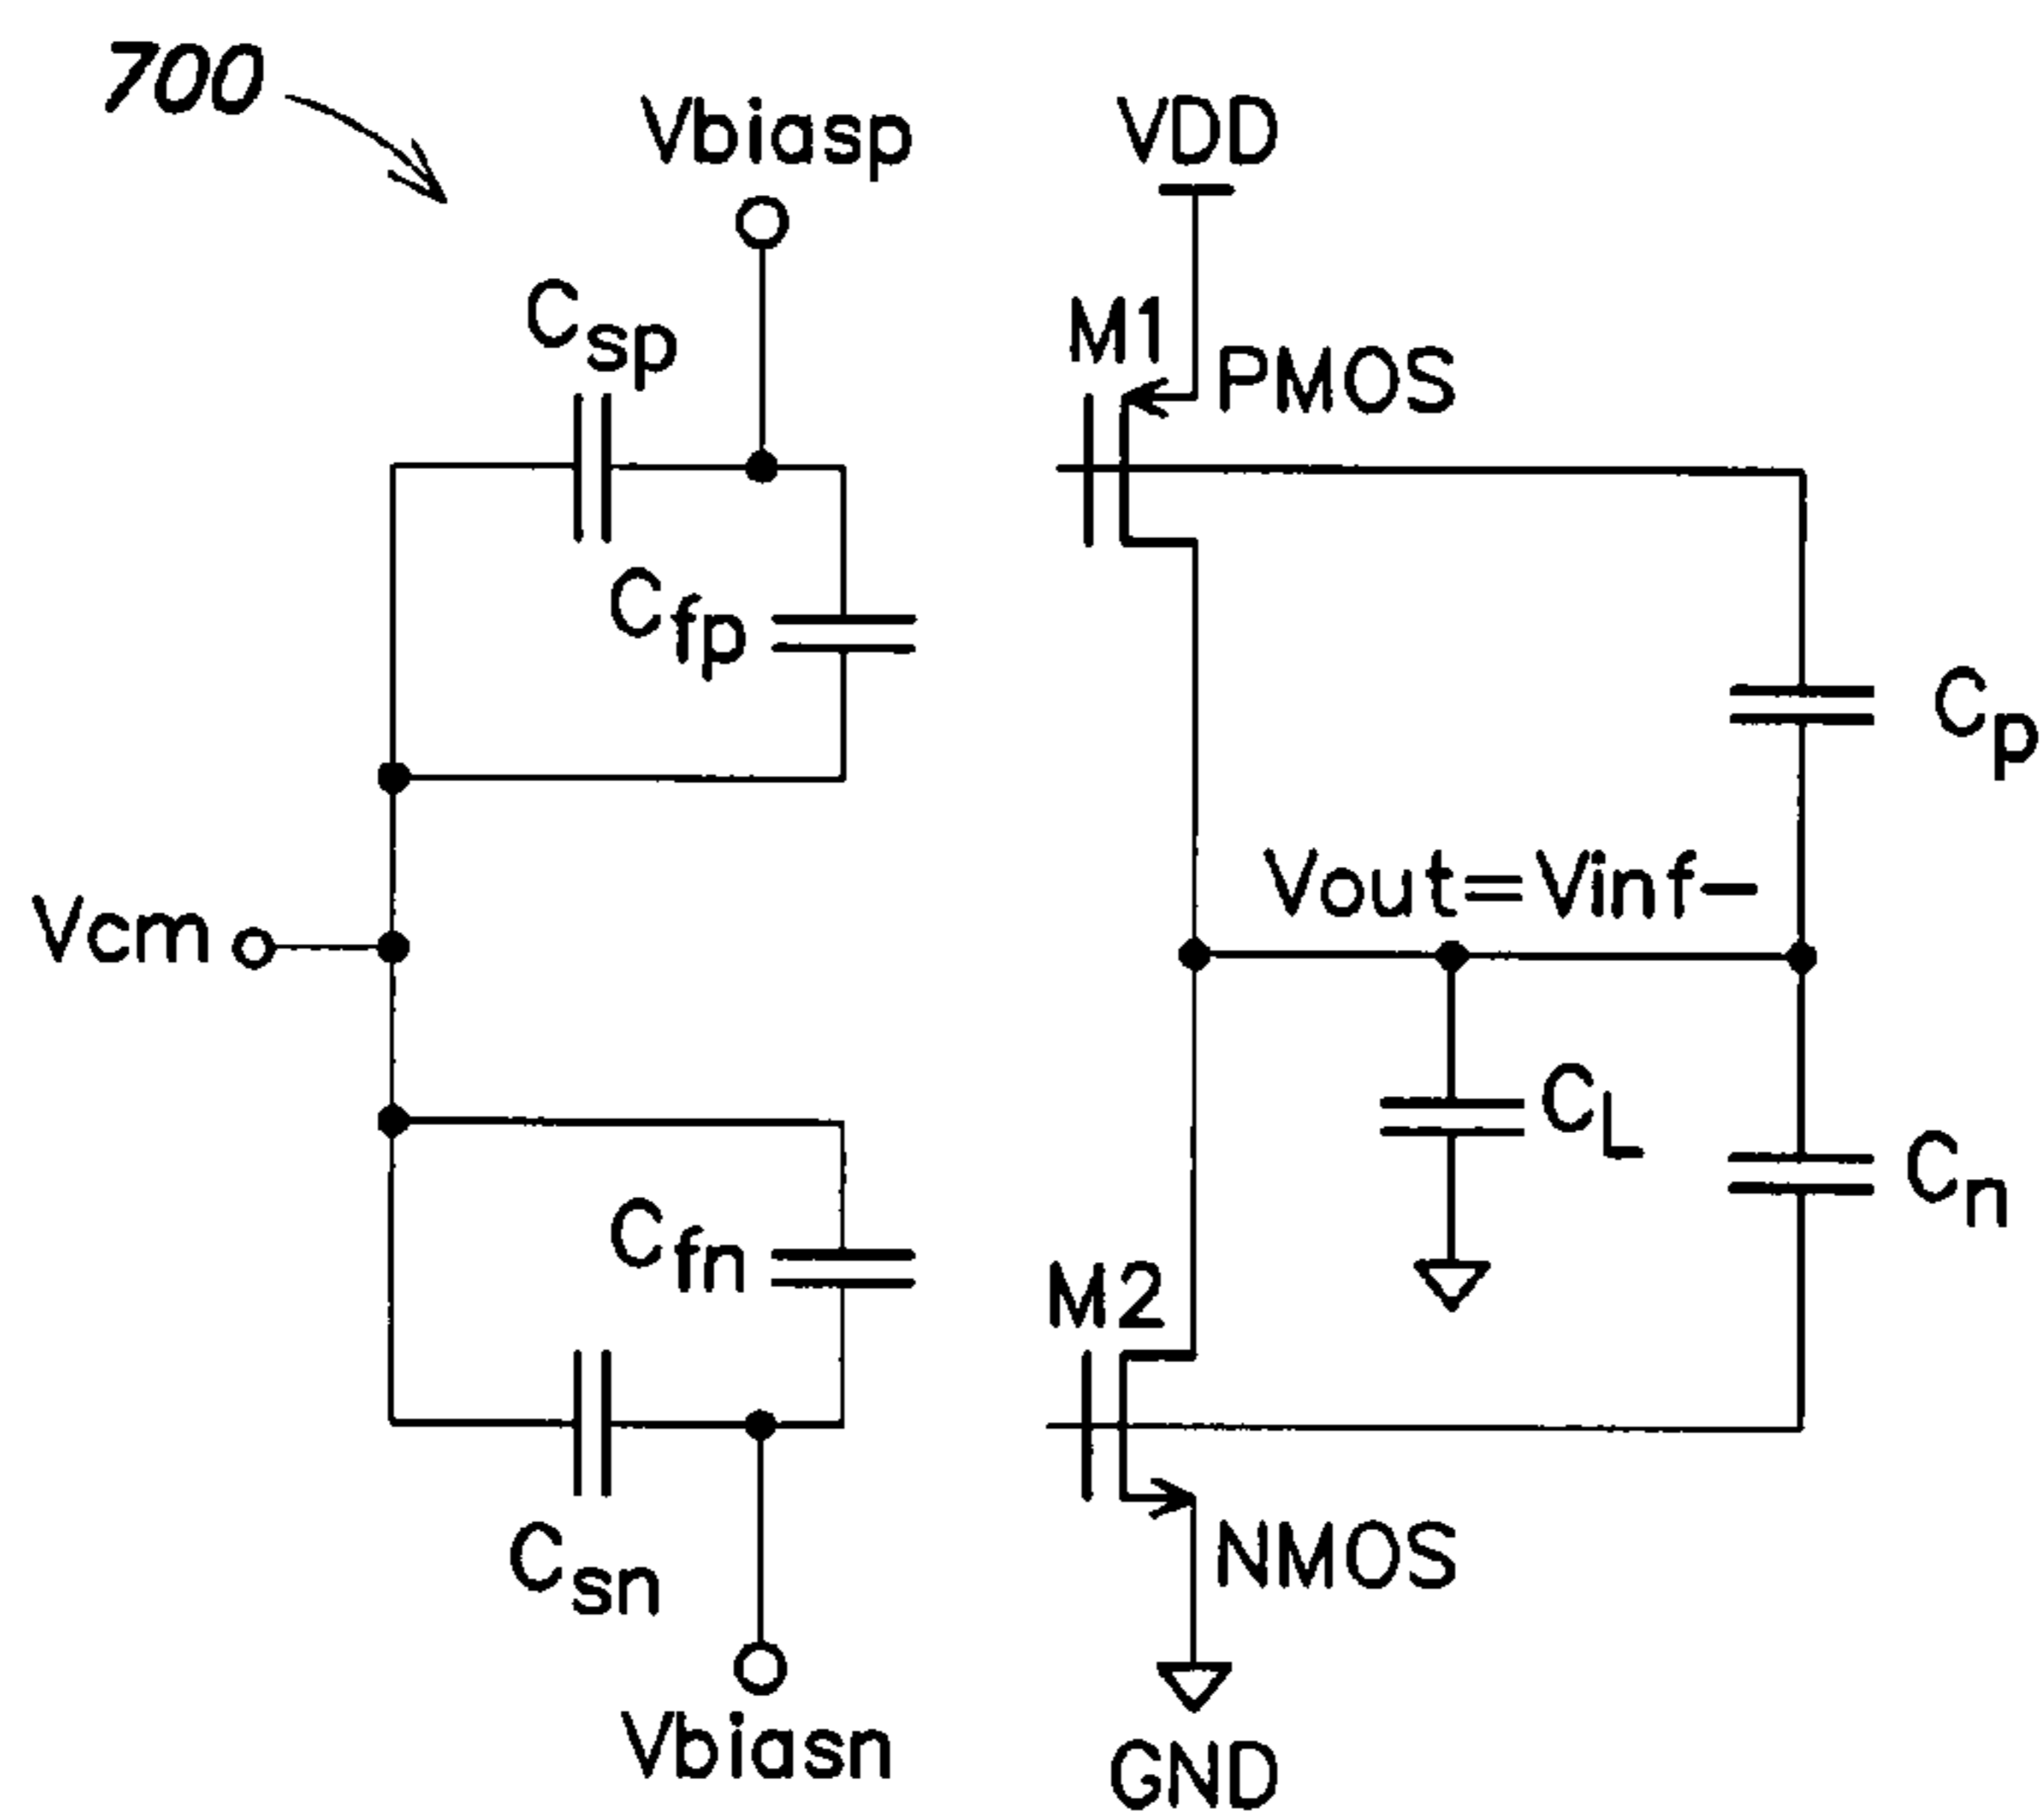 700
Vbiasp
VDD
Csp
M1
PMOS
Cfp
Cp
Vout=Vinf-
Vcm
CL
Cn
Cfn
M2
Csn
NMOS
Vbiasn
GND